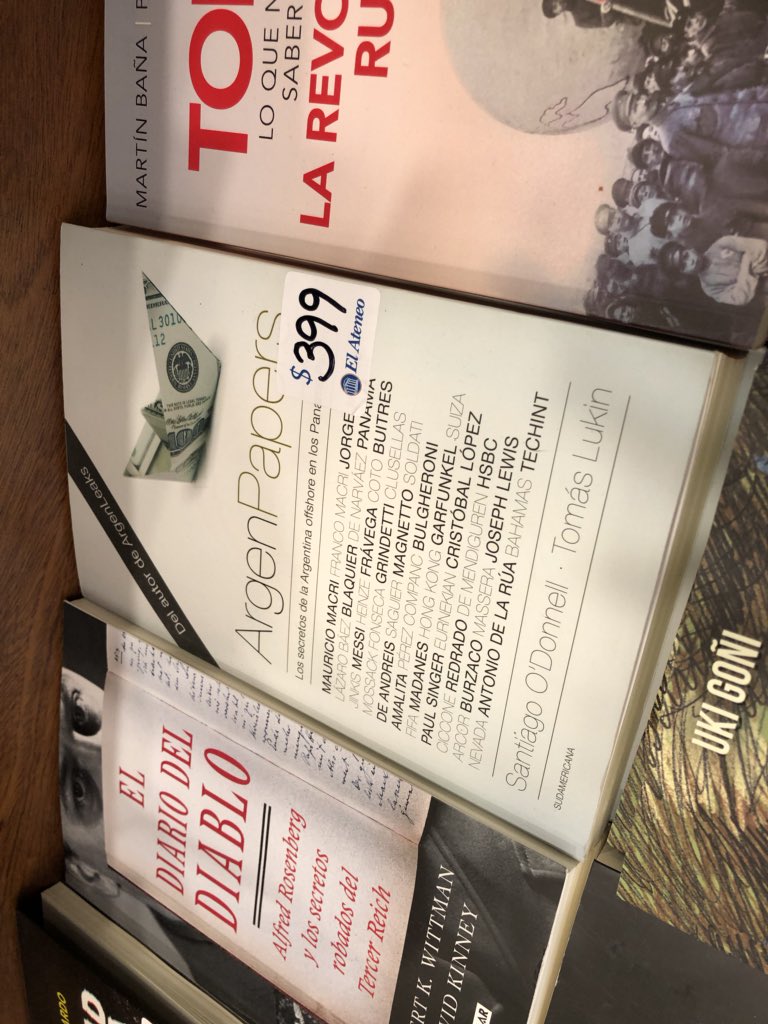 MARTÍN BAÑA |
LO QUE
SABER
LA REVO
RU
Del autor de ArgenLeaks
ArgenPapers
$399
El Ateneo
Los secretos de la Argentina offshore en los
MAURICIO MACRI FRANCO MACRI JORGE
LÁZARO BÁEZ BLAQUIER DE NARVÁEZ PANAMÁ
JINKIS MESSI FRÁVEGA COTO BUITRES
MOSSACK FONSECA GRINDETTI CLUSELLAS
DE ANDREIS SAGUIER MAGNETTO SOLDATI
AMALITA PÉREZ COMPANC BULGHERONI
FIFA MADANES HONG KONG GARFUNKEL SUIZA
PAUL SINGER EURNEKIAN CRISTÓBAL LÓPEZ
CICCONE REDRADO DE MENDIGUREN HSBC
ARCOR BURZACO MASSERA JOSEPH LEWIS
NEVADA ANTONIO DE LA RÚA BAHAMAS TECHINT
Santiago O'Donnell · Tomás Lukin
SUDAMERICANA
EL
DIARIO DEL
DIABLO
Alfred Rosenberg
y los secretos
robados del
Tercer Reich
WITTMAN
KINNEY
UKI GOÑI